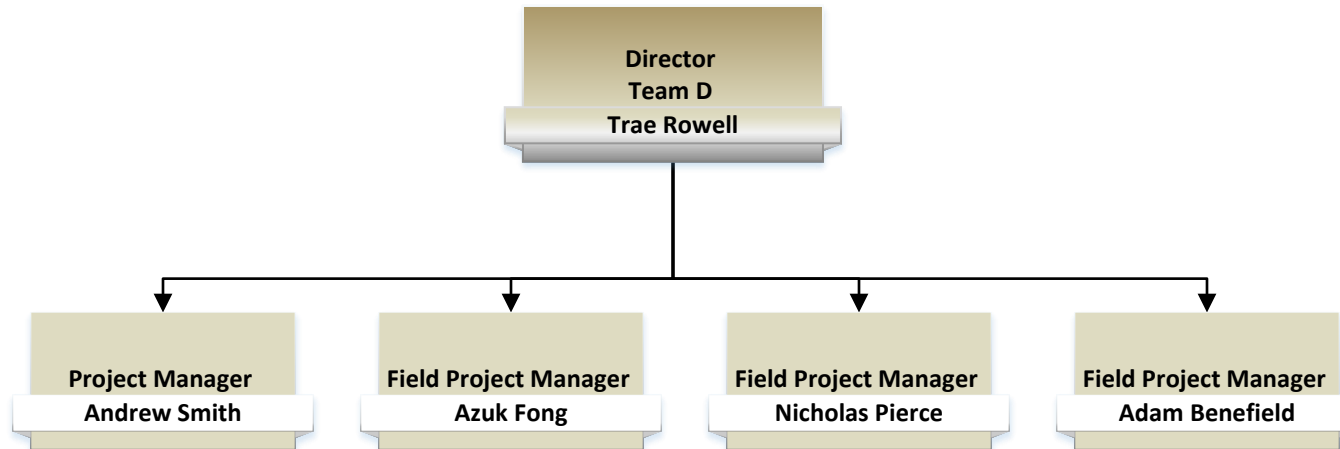 Director
Team D
Trae Rowell
Project Manager
Andrew Smith
Field Project Manager
Azuk Fong
Field Project Manager
Nicholas Pierce
Field Project Manager
Adam Benefield